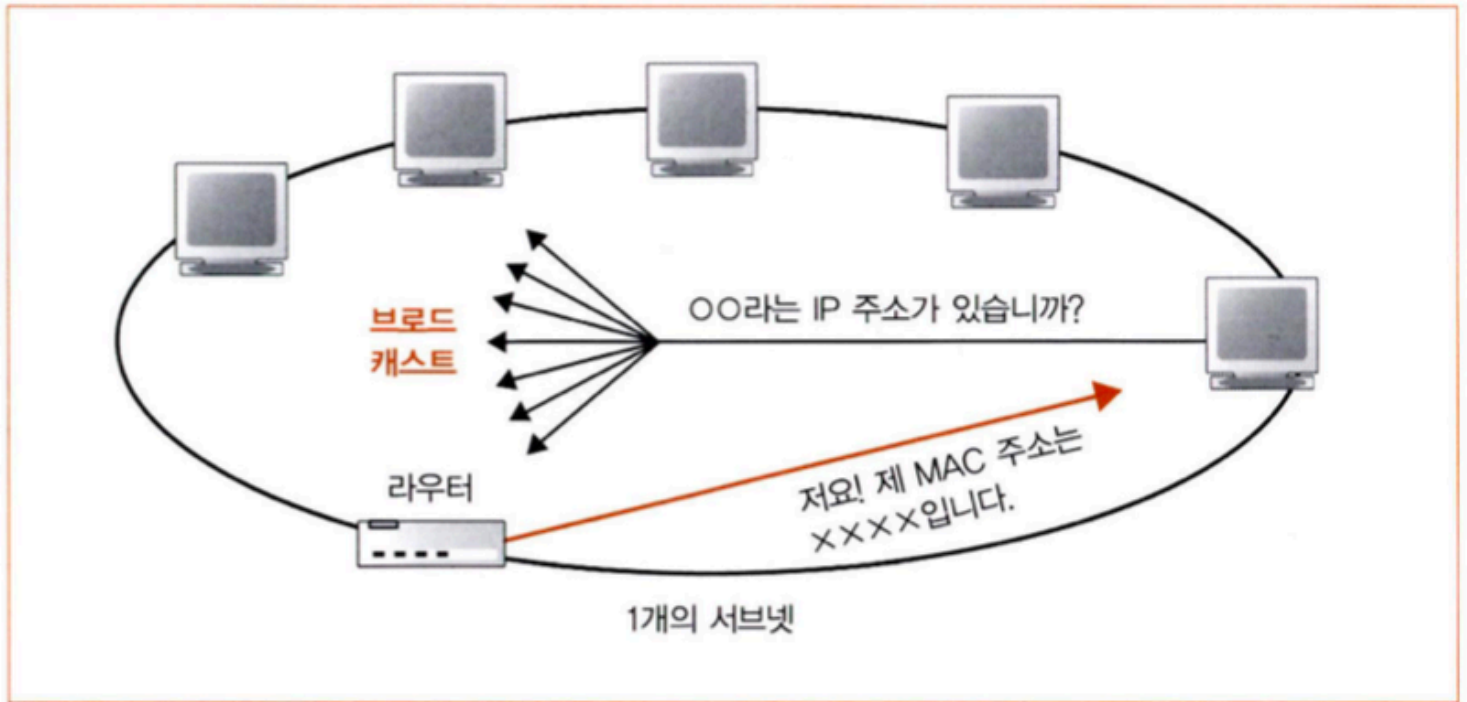 ○○라는 IP 주소가 있습니까?
브로드
캐스트
라우터
저요! 제 MAC 주소는
××××입니다.
1개의 서브넷